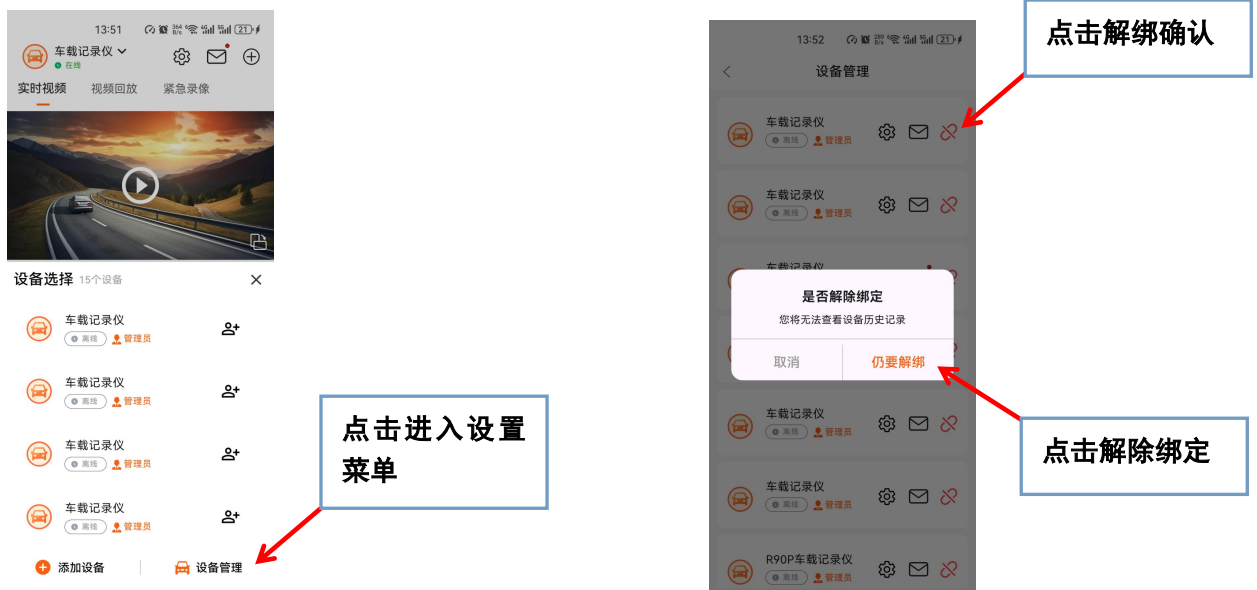 13:51
21
车载记录仪
在线
实时视频 视频回放 紧急录像
设备选择 15个设备
车载记录仪
离线 管理员
车载记录仪
离线 管理员
车载记录仪
离线 管理员
车载记录仪
离线 管理员
添加设备 设备管理
点击进入设置
菜单
13:52
21
设备管理
车载记录仪
离线 管理员
车载记录仪
离线 管理员
车载记录仪
是否解除绑定
您将无法查看设备历史记录
取消 仍要解绑
车载记录仪
离线 管理员
车载记录仪
离线 管理员
R90P车载记录仪
离线 管理员
点击解绑确认
点击解除绑定